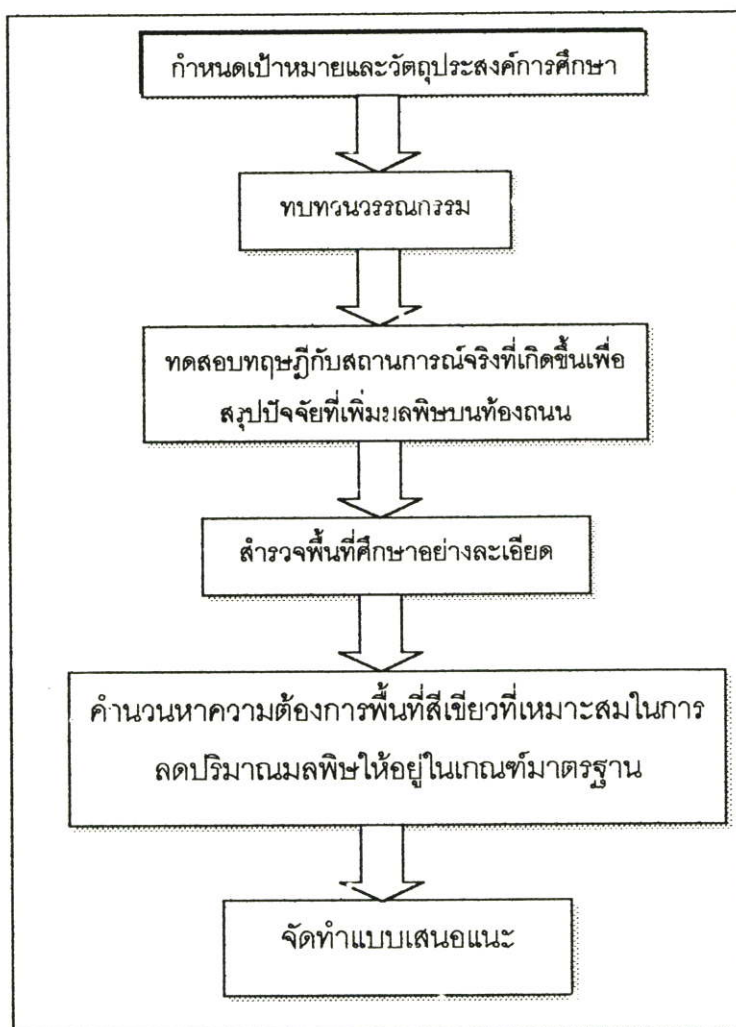 กำหนดเป้าหมายและวัตถุประสงค์การศึกษา
ทบทวนวรรณกรรม
ทดสอบทฤษฎีกับสถานการณ์จริงที่เกิดขึ้นเพื่อ
สรุปปัจจัยที่เพิ่มมลพิษบนท้องถนน
สำรวจพื้นที่ศึกษาอย่างละเอียด
คำนวนหาความต้องการพื้นที่สีเขียวที่เหมาะสมในการ
ลดปริมาณมลพิษให้อยู่ในเกณฑ์มาตรฐาน
จัดทำแบบเสนอแนะ